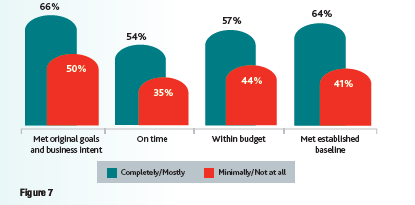 66%
54%
57%
64%
50%
35%
44%
41%
Met original goals
and business intent
On time
Within budget
Met established
baseline
Completely/Mostly
Minimally/Not at all
Figure 7